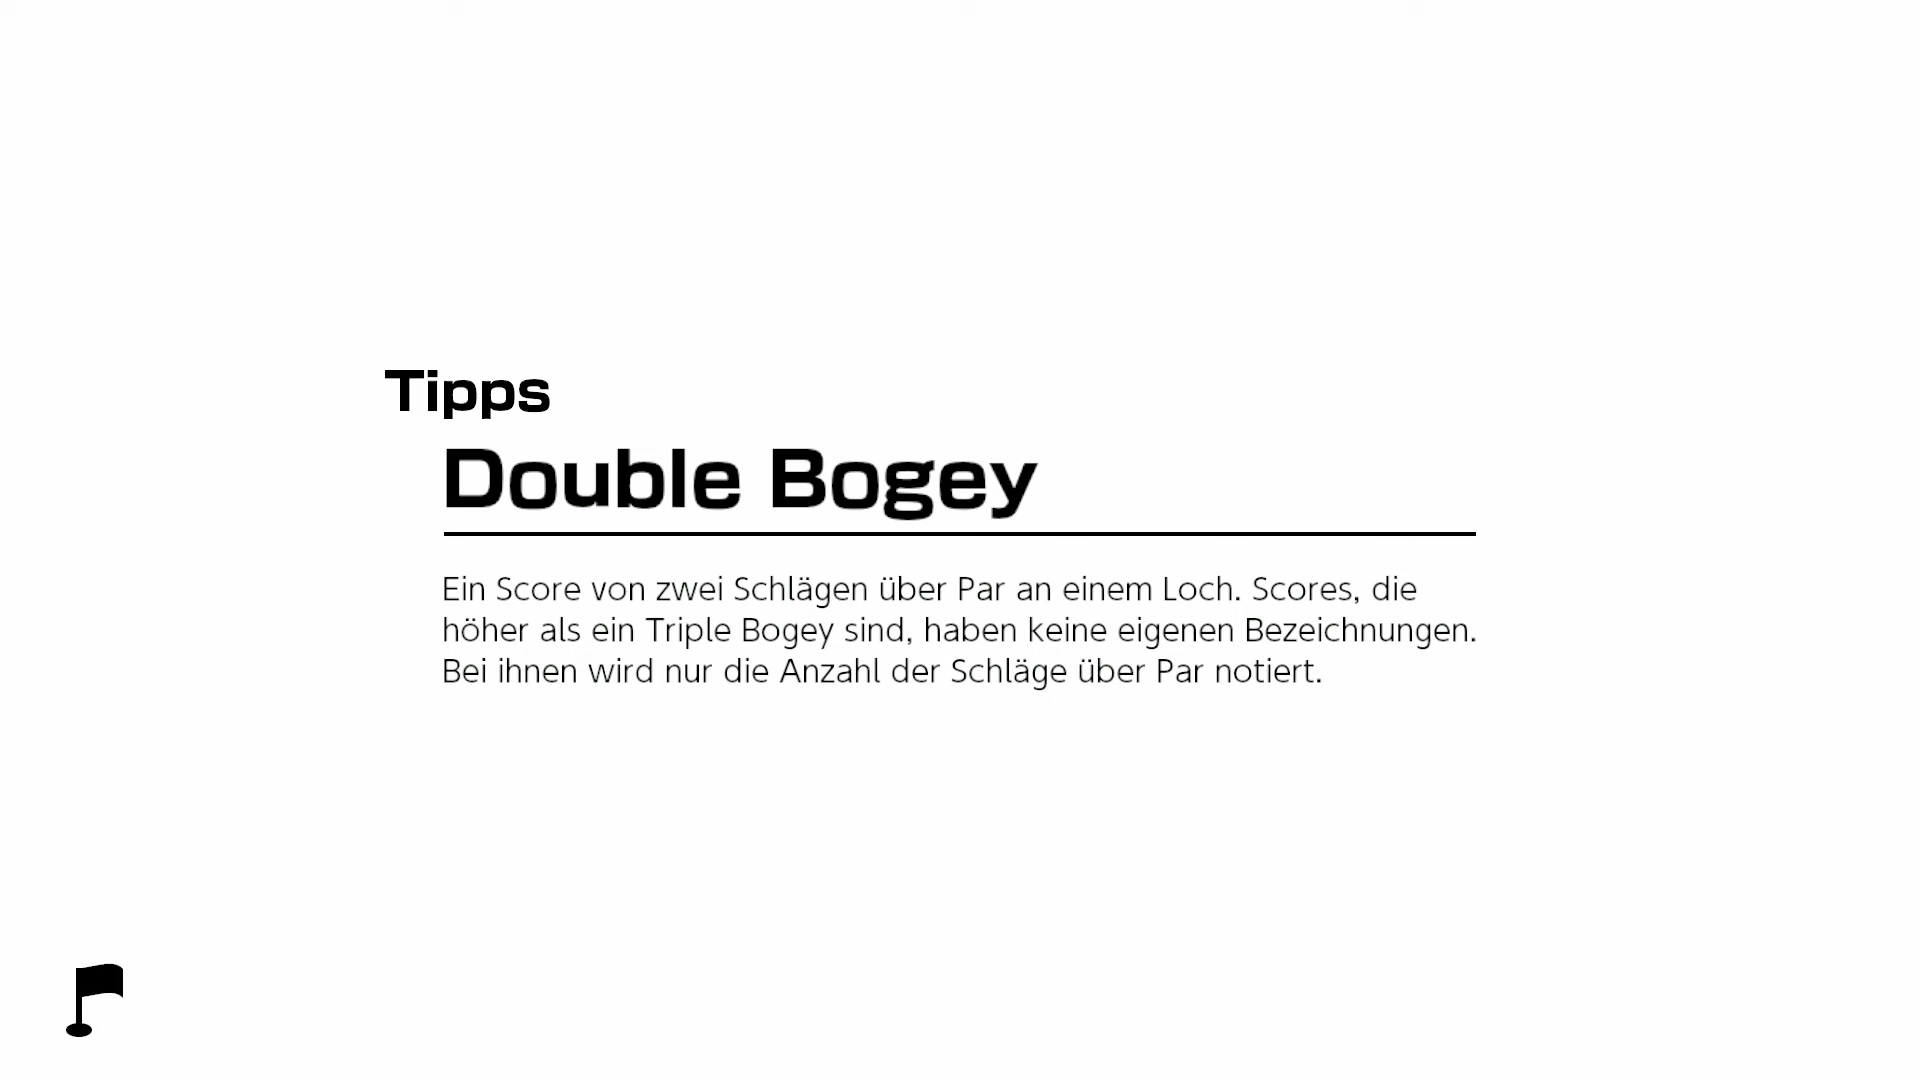 Tipps
Double Bogey
Ein Score von zwei Schlägen über Par an einem Loch. Scores, die
höher als ein Triple Bogey sind, haben keine eigenen Bezeichnungen.
Bei ihnen wird nur die Anzahl der Schläge über Par notiert.